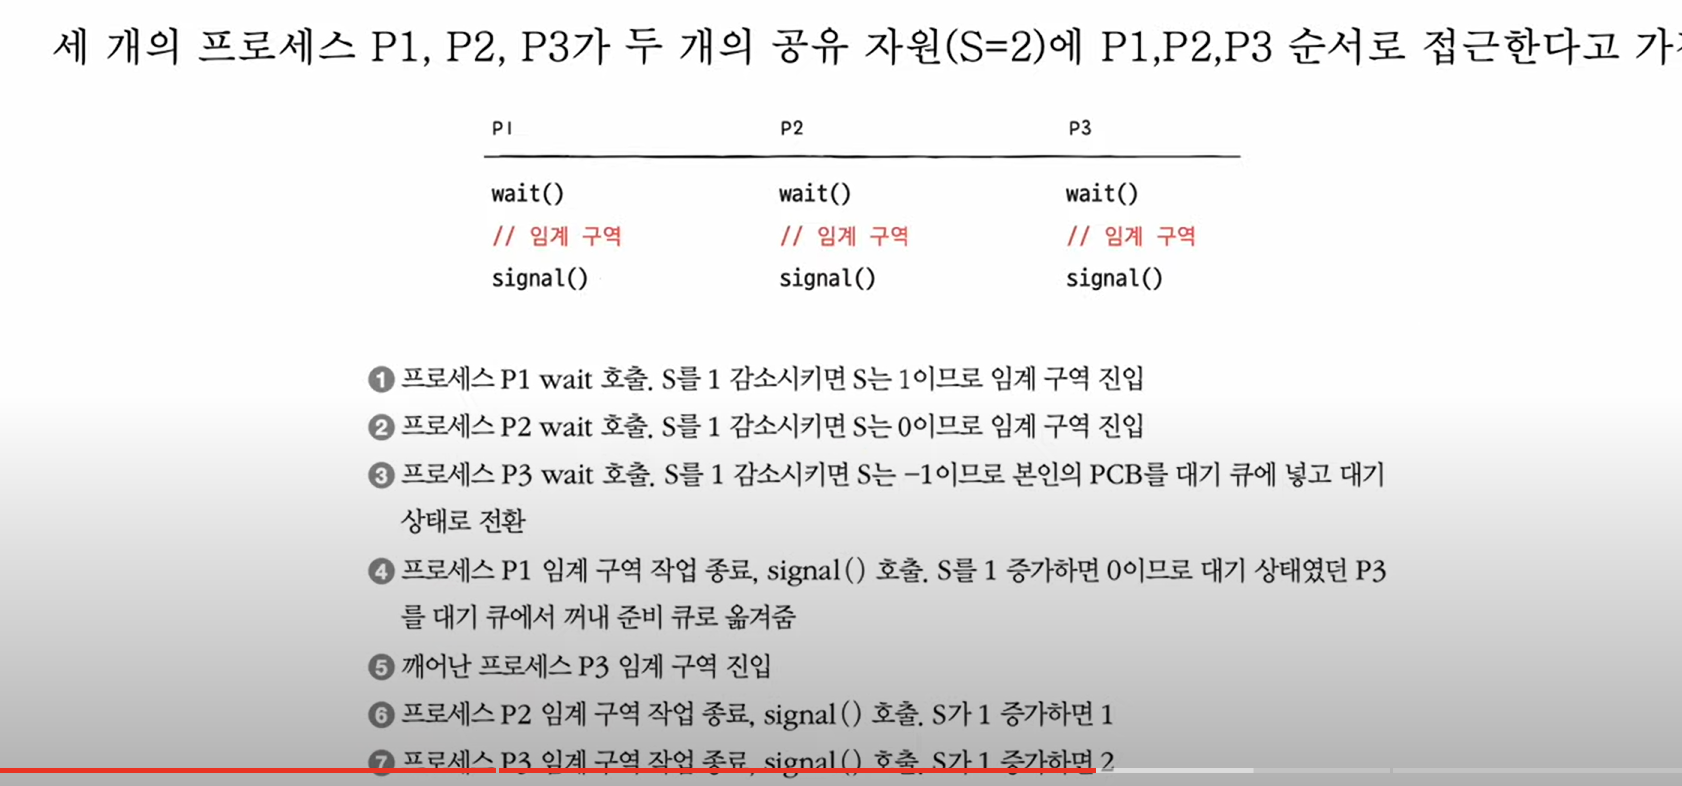 세 개의 프로세스 P1, P2, P3가 두 개의 공유 자원(S=2)에 P1,P2,P3 순서로 접근한다고
P1 P2 P3
wait() wait() wait()
// 임계 구역 // 임계 구역 // 임계 구역
signal() signal() signal()
1 프로세스 P1 wait 호출. S를 1 감소시키면 S는 1이므로 임계 구역 진입
2 프로세스 P2 wait 호출. S를 1 감소시키면 S는 0이므로 임계 구역 진입
3 프로세스 P3 wait 호출. S를 1 감소시키면 S는 −1이므로 본인의 PCB를 대기 큐에 넣고 대기
상태로 전환
4 프로세스 P1 임계 구역 작업 종료, signal() 호출. S를 1 증가하면 0이므로 대기 상태였던 P3
를 대기 큐에서 꺼내 준비 큐로 옮겨줌
5 깨어난 프로세스 P3 임계 구역 진입
6 프로세스 P2 임계 구역 작업 종료, signal() 호출. S가 1 증가하면 1
7 프로세스 P3 임계 구역 작업 종료, signal() 호출. S가 1 증가하면 2